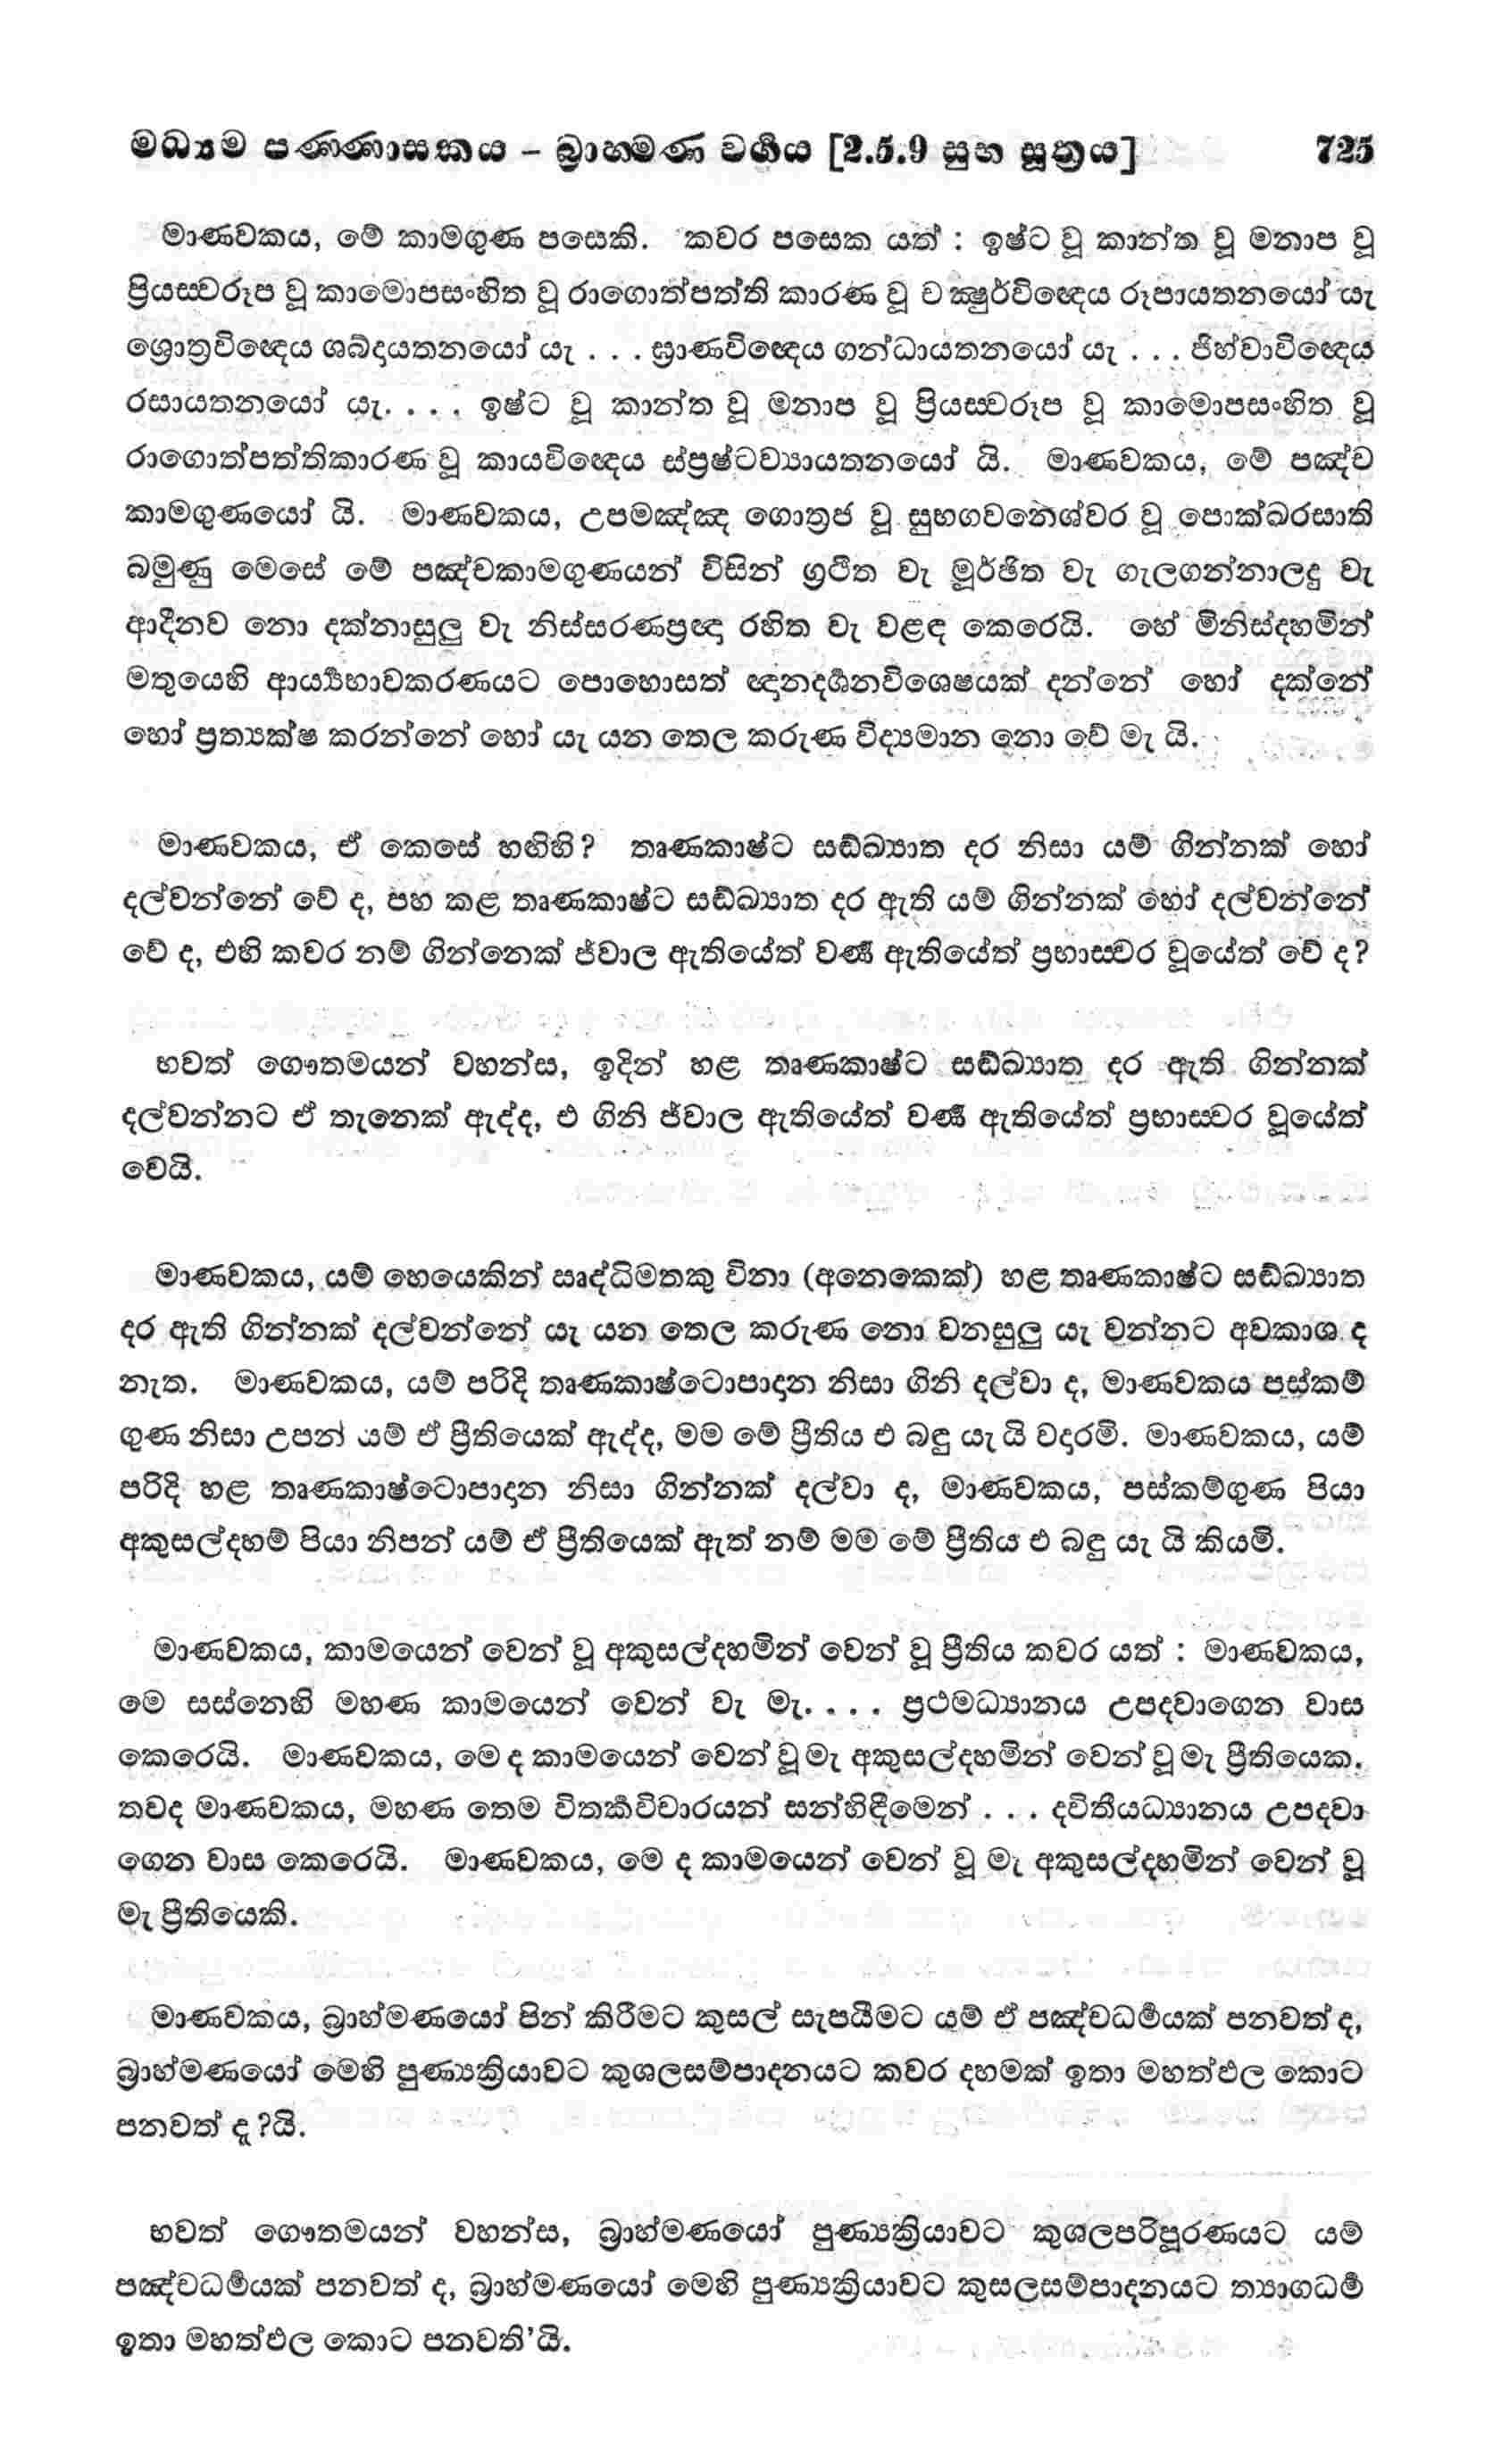 මඛ්‍යම පණ්ණාසකය – බ්‍රාහ්මණ වර්ගය [2.5.9 සුභ සූත්‍රය] 725
මාණවකය, මේ කාමගුණ පසෙකි. කවර පසෙක යත් : ඉෂ්ට වූ කාන්ත වූ මනාප වූ
ප්‍රියස්වරූප වූ කාමොපසංහිත වූ රාගොත්පත්ති කාරණ වූ චක්‍ෂුර්විඥෙය රූපායතනයෝ යැ
ශ්‍රොත්‍රවිඥෙය ශබ්දායතනයෝ යැ . . . ඝ්‍රාණවිඥෙය ගන්ධායතනයෝ යැ . . . ජිහ්වාවිඥෙය
රසායතනයෝ යැ. . . . ඉෂ්ට වූ කාන්ත වූ මනාප වූ ප්‍රියස්වරූප වූ කාමොපසංහිත වූ
රාගොත්පත්තිකාරණ වූ කායවිඥෙය ස්ප්‍රෂ්ටව්‍යායතනයෝ යි. මාණවකය, මේ පඤ්ච
කාමගුණයෝ යි. මාණවකය, උපමඤ්ඤ ගොත්‍රජ වූ සුභගවනෙශ්වර වූ පොක්ඛරසාති
බමුණු මෙසේ මේ පඤ්චකාමගුණයන් විසින් ග්‍රථිත වැ මූර්ඡිත වැ ගැලගන්නාලදු වැ
ආදීනව නො දක්නාසුලු වැ නිස්සරණප්‍රඥා රහිත වැ වළඳ කෙරෙයි. හේ මිනිස්දහමින්
මතුයෙහි ආර්‍ය්‍යභාවකරණයට පොහොසත් ඥානදර්‍ශනවිශෙෂයක් දන්නේ හෝ දක්නේ
හෝ ප්‍රත්‍යක්ෂ කරන්නේ හෝ යැ යන තෙල කරුණ විද්‍යමාන නො වේ මැ යි.
මාණවකය, ඒ කෙසේ හඟිහි? තෘණකාෂ්ට සඬ්ඛ්‍යාත දර නිසා යම් ගින්නක් හෝ
දල්වන්නේ වේ ද, පහ කළ තෘණකාෂ්ට සඬ්ඛ්‍යාත දර ඇති යම් ගින්නක් හෝ දල්වන්නේ
වේ ද, එහි කවර නම් ගින්නෙක් ජ්වාල ඇතියේත් වර්‍ණ ඇතියේත් ප්‍රභාස්වර වූයේත් වේ ද?
භවත් ගෞතමයන් වහන්ස, ඉදින් හළ තෘණකාෂ්ට සඬ්ඛ්‍යාත දර ඇති ගින්නක්
දල්වන්නට ඒ තැනෙක් ඇද්ද, එ ගිනි ජ්වාල ඇතියේත් වර්‍ණ ඇතියේත් ප්‍රභාස්වර වූයේත්
වෙයි.
මාණවකය, යම් හෙයෙකින් ඍද්ධිමතකු විනා (අනෙකෙක්) හළ තෘණකාෂ්ට සඬ්ඛ්‍යාත
දර ඇති ගින්නක් දල්වන්නේ යැ යන තෙල කරුණ නො වනසුලු යැ වන්නට අවකාශ ද
නැත. මාණවකය, යම් පරිදි තෘණකාෂ්ටොපාදාන නිසා ගිනි දල්වා ද, මාණවකය පස්කම්
ගුණ නිසා උපන් යම් ඒ ප්‍රීතියෙක් ඇද්ද, මම මේ ප්‍රීතිය එ බඳු යැ යි වදාරමි. මාණවකය, යම්
පරිදි හළ තෘණකාෂ්ටොපාදාන නිසා ගින්නක් දල්වා ද, මාණවකය, පස්කම්ගුණ පියා
අකුසල්දහම් පියා නිපන් යම් ඒ ප්‍රීතියෙක් ඇත් නම් මම මේ ප්‍රීතිය එ බඳු යැ යි කියමි.
මාණවකය, කාමයෙන් වෙන් වූ අකුසල්දහමින් වෙන් වූ ප්‍රීතිය කවර යත් : මාණවකය,
මෙ සස්නෙහි මහණ කාමයෙන් වෙන් වැ මැ. . . . ප්‍රථමධ්‍යානය උපදවාගෙන වාස
කෙරෙයි. මාණවකය, මෙ ද කාමයෙන් වෙන් වූ මැ අකුසල්දහමින් වෙන් වූ මැ ප්‍රීතියෙක.
තවද මාණවකය, මහණ තෙම විතර්‍කවිචාරයන් සන්හිඳීමෙන් . . . ද්විතීයධ්‍යානය උපදවා
ගෙන වාස කෙරෙයි. මාණවකය, මෙ ද කාමයෙන් වෙන් වූ මැ අකුසල්දහමින් වෙන් වූ
මැ ප්‍රීතියෙකි.
මාණවකය, බ්‍රාහ්මණයෝ පින් කිරීමට කුසල් සැපයීමට යම් ඒ පඤ්චධර්‍මයක් පනවත් ද,
බ්‍රාහ්මණයෝ මෙහි පුණ්‍යක්‍රියාවට කුශලසම්පාදනයට කවර දහමක් ඉතා මහත්ඵල කොට
පනවත් ද ?යි.
භවත් ගෞතමයන් වහන්ස, බ්‍රාහ්මණයෝ පුණ්‍යක්‍රියාවට කුශලපරිපූරණයට යම්
පඤ්චධර්‍මයක් පනවත් ද, බ්‍රාහ්මණයෝ මෙහි පුණ්‍යක්‍රියාවට කුසලසම්පාදනයට ත්‍යාගධර්‍ම
ඉතා මහත්ඵල කොට පනවති'යි.